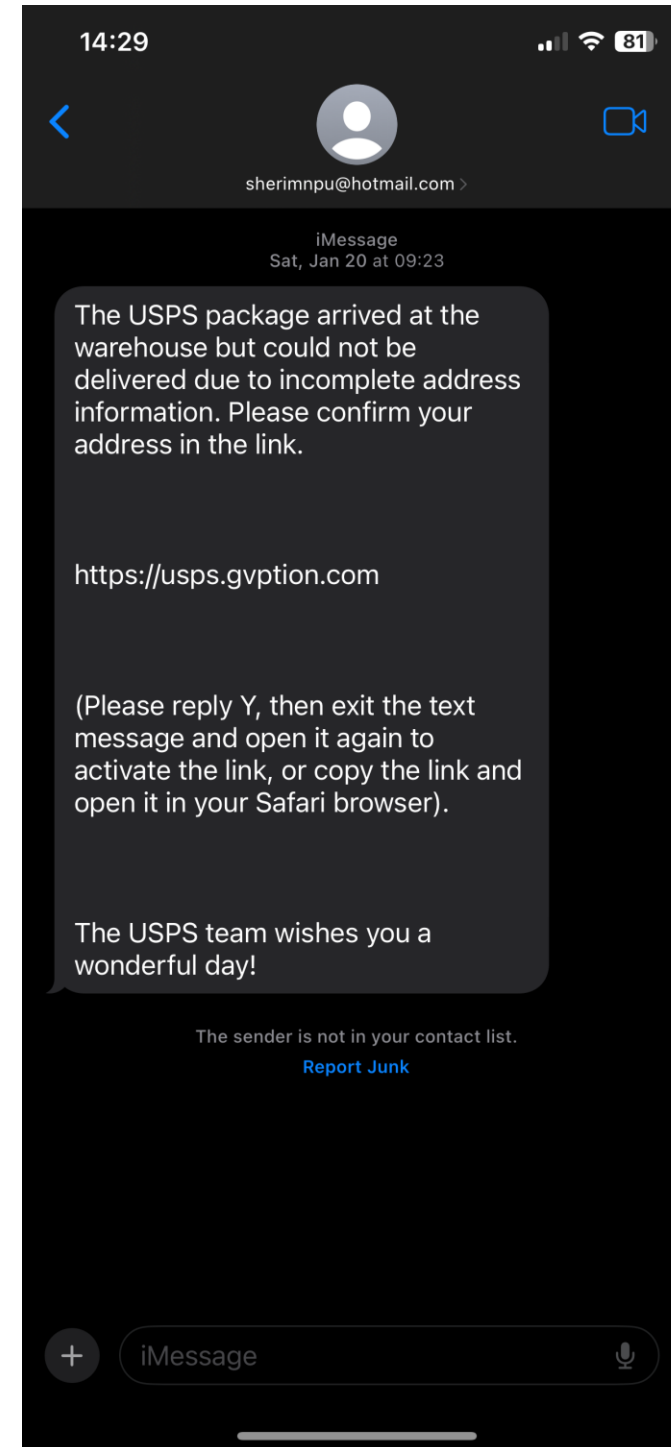 14:29
81
sherimnpu@hotmail.com
iMessage
Sat, Jan 20 at 09:23
The USPS package arrived at the
warehouse but could not be
delivered due to incomplete address
information. Please confirm your
address in the link.
https://usps.gvption.com
(Please reply Y, then exit the text
message and open it again to
activate the link, or copy the link and
open it in your Safari browser).
The USPS team wishes you a
wonderful day!
The sender is not in your contact list.
Report Junk
iMessage